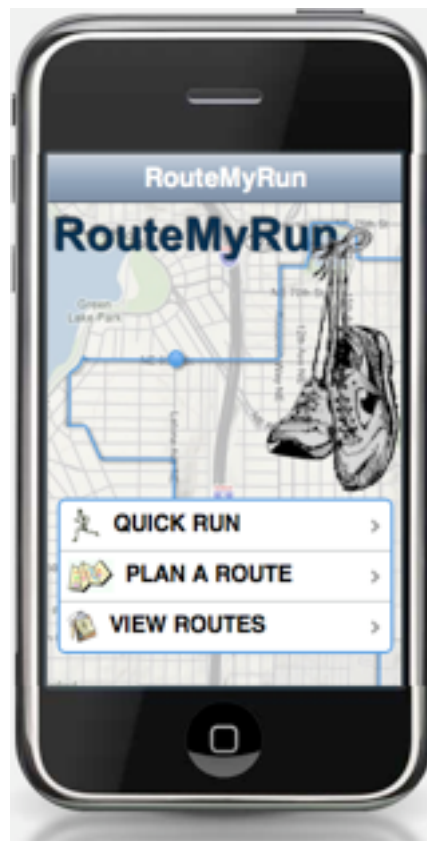 RouteMyRun
RouteMyRun
Green
Lake Park
QUICK RUN
PLAN A ROUTE
VIEW ROUTES